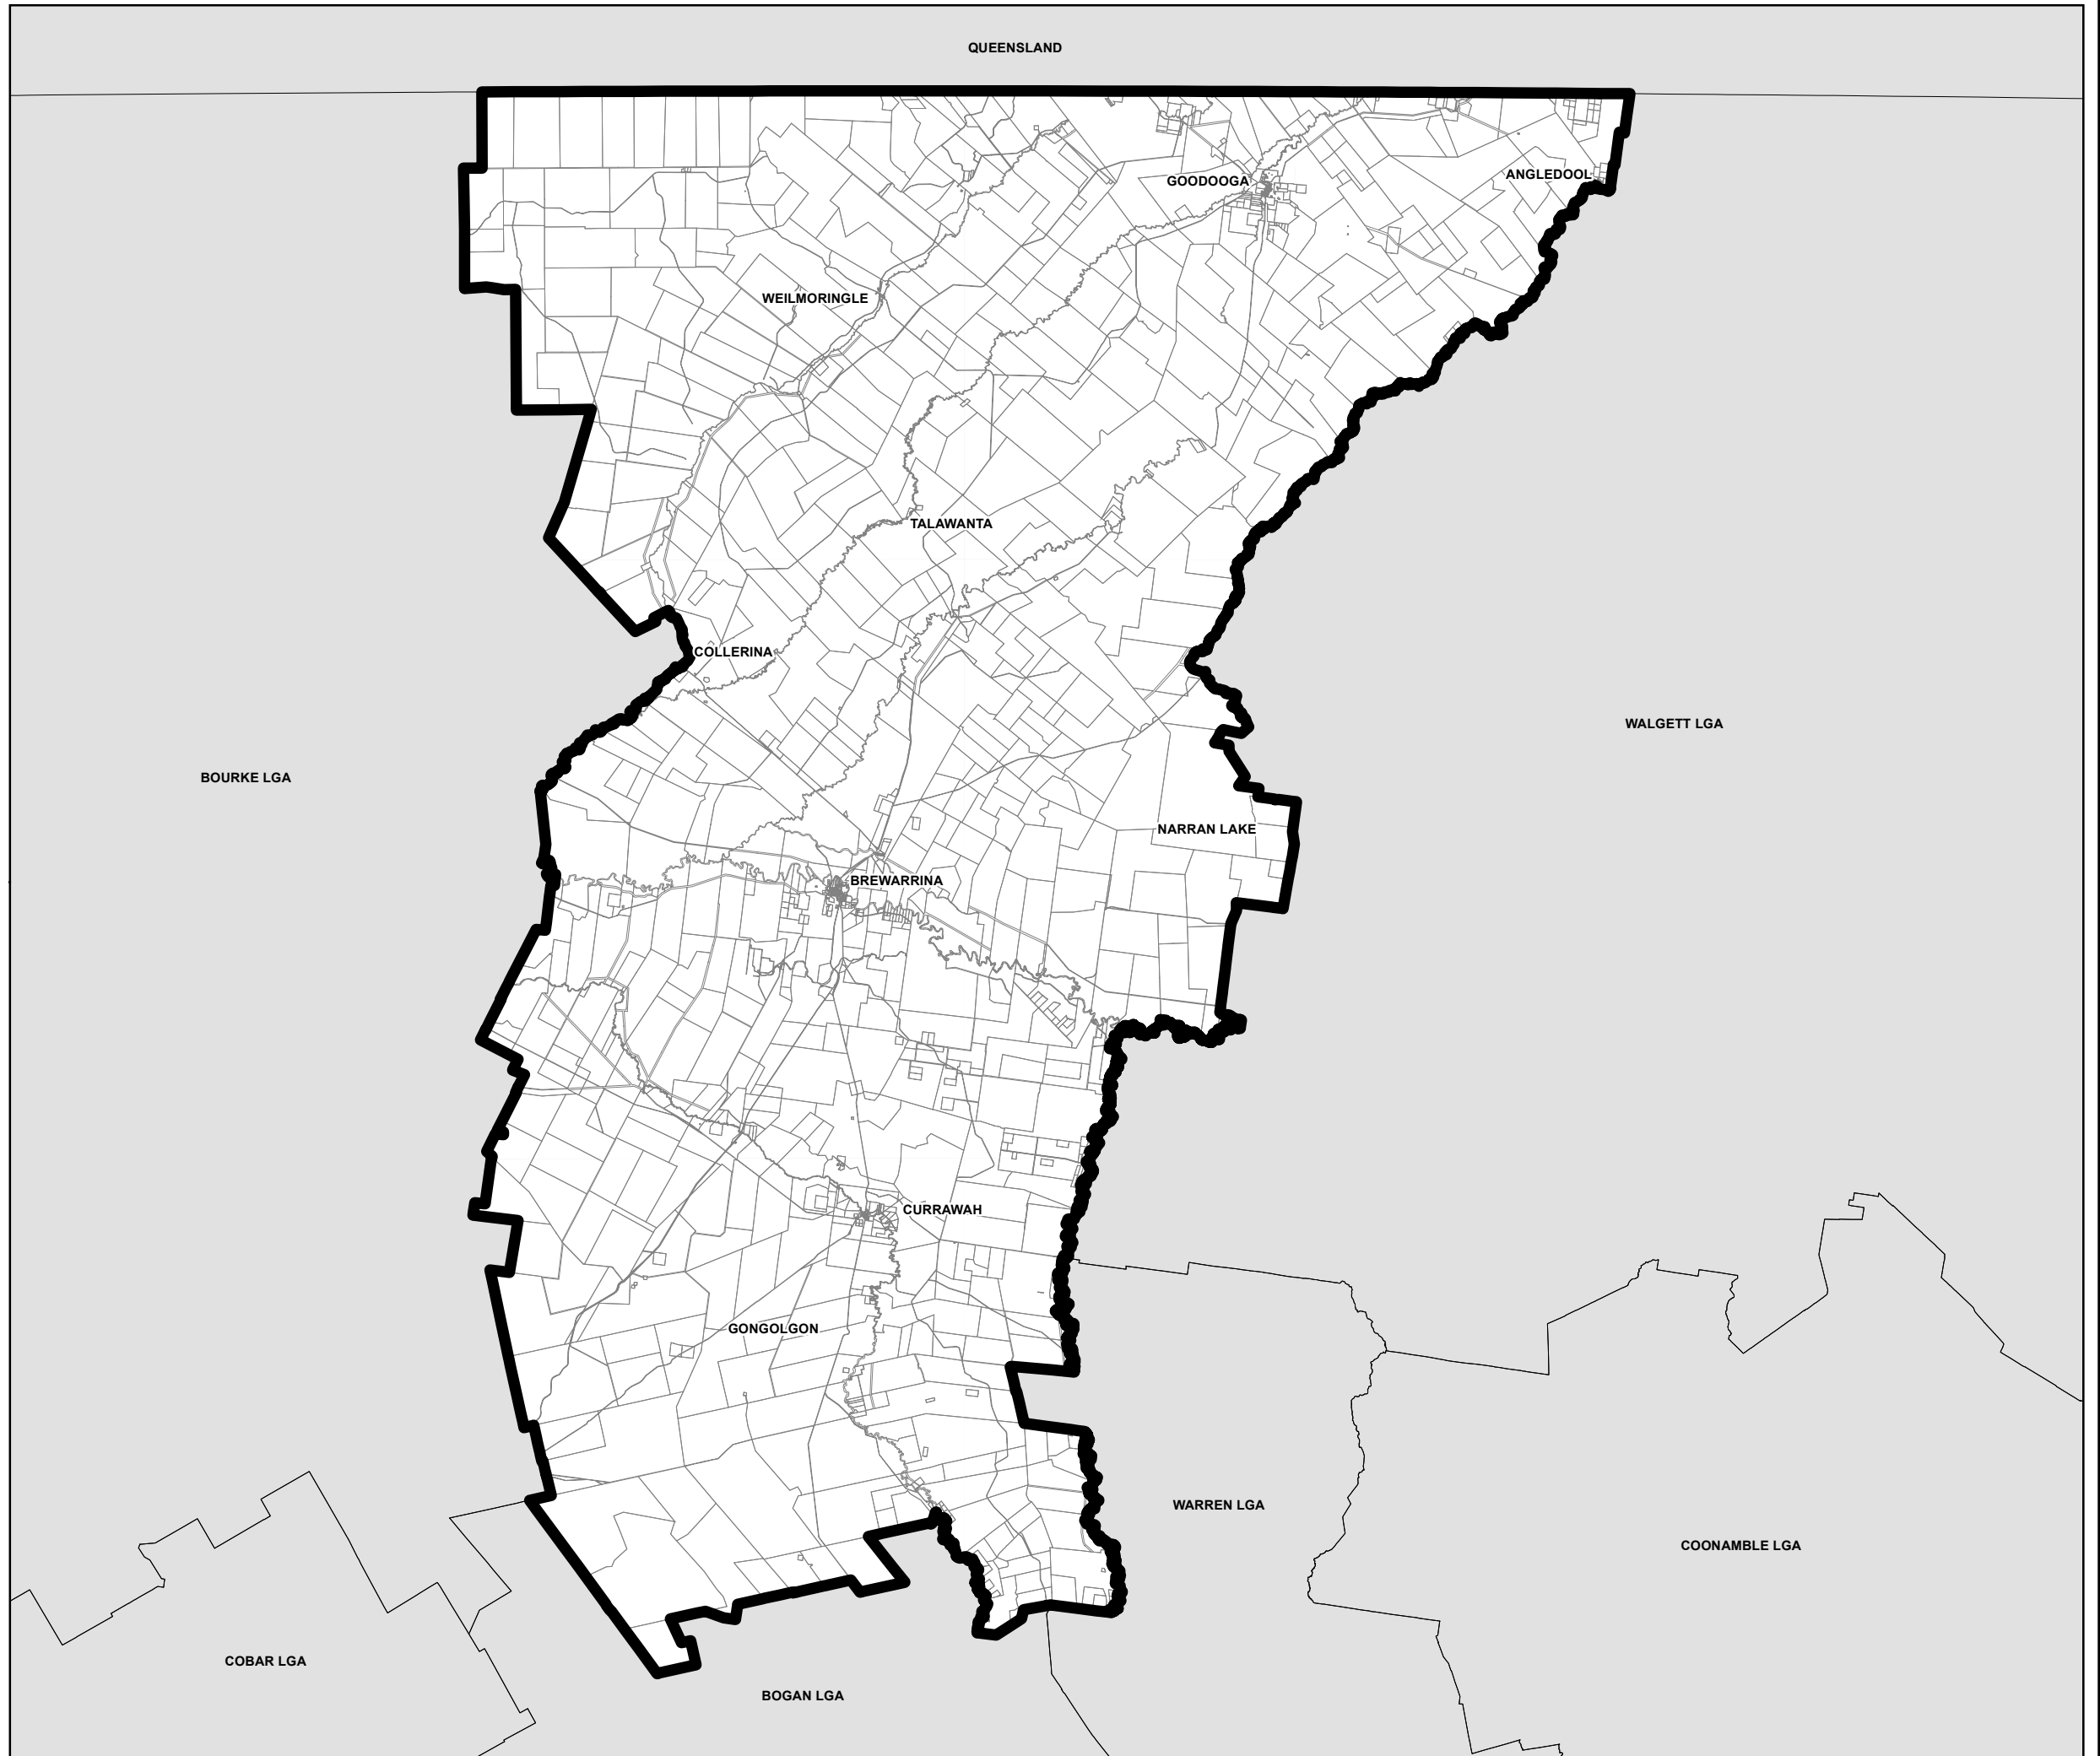 QUEENSLAND
ANGLEDOOL
GOODOOGA
WEILMORINGLE
TALAWANTA
COLLERINA
WALGETT LGA
BOURKE LGA
NARRAN LAKE
BREWARRINA
CURRAWAH
GONGOLGON
WARREN LGA
COONAMBLE LGA
COBAR LGA
BOGAN LGA